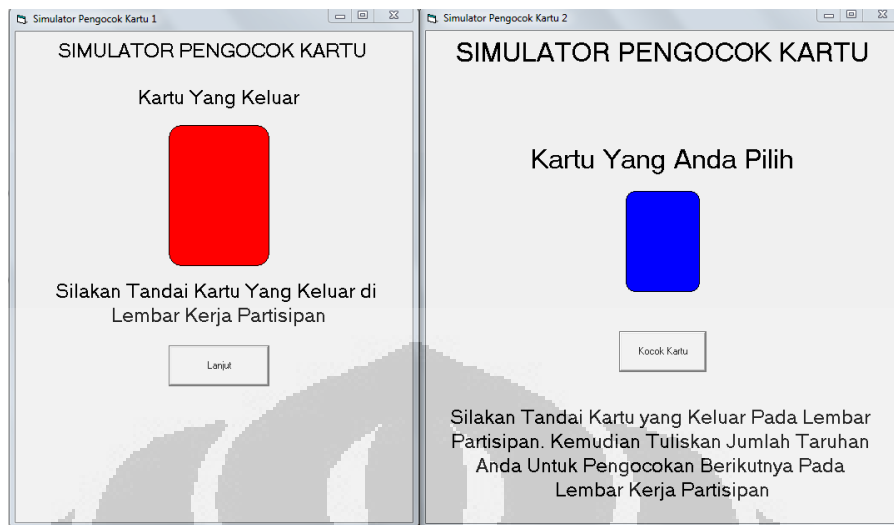 Simulator Pengocok Kartu 1
SIMULATOR PENGOCOK KARTU
Kartu Yang Keluar
Silakan Tandai Kartu Yang Keluar di
Lembar Kerja Partisipan
Lanjut
Simulator Pengocok Kartu 2
SIMULATOR PENGOCOK KARTU
Kartu Yang Anda Pilih
Kocok Kartu
Silakan Tandai Kartu yang Keluar Pada Lembar
Partisipan. Kemudian Tuliskan Jumlah Taruhan
Anda Untuk Pengocokan Berikutnya Pada
Lembar Kerja Partisipan